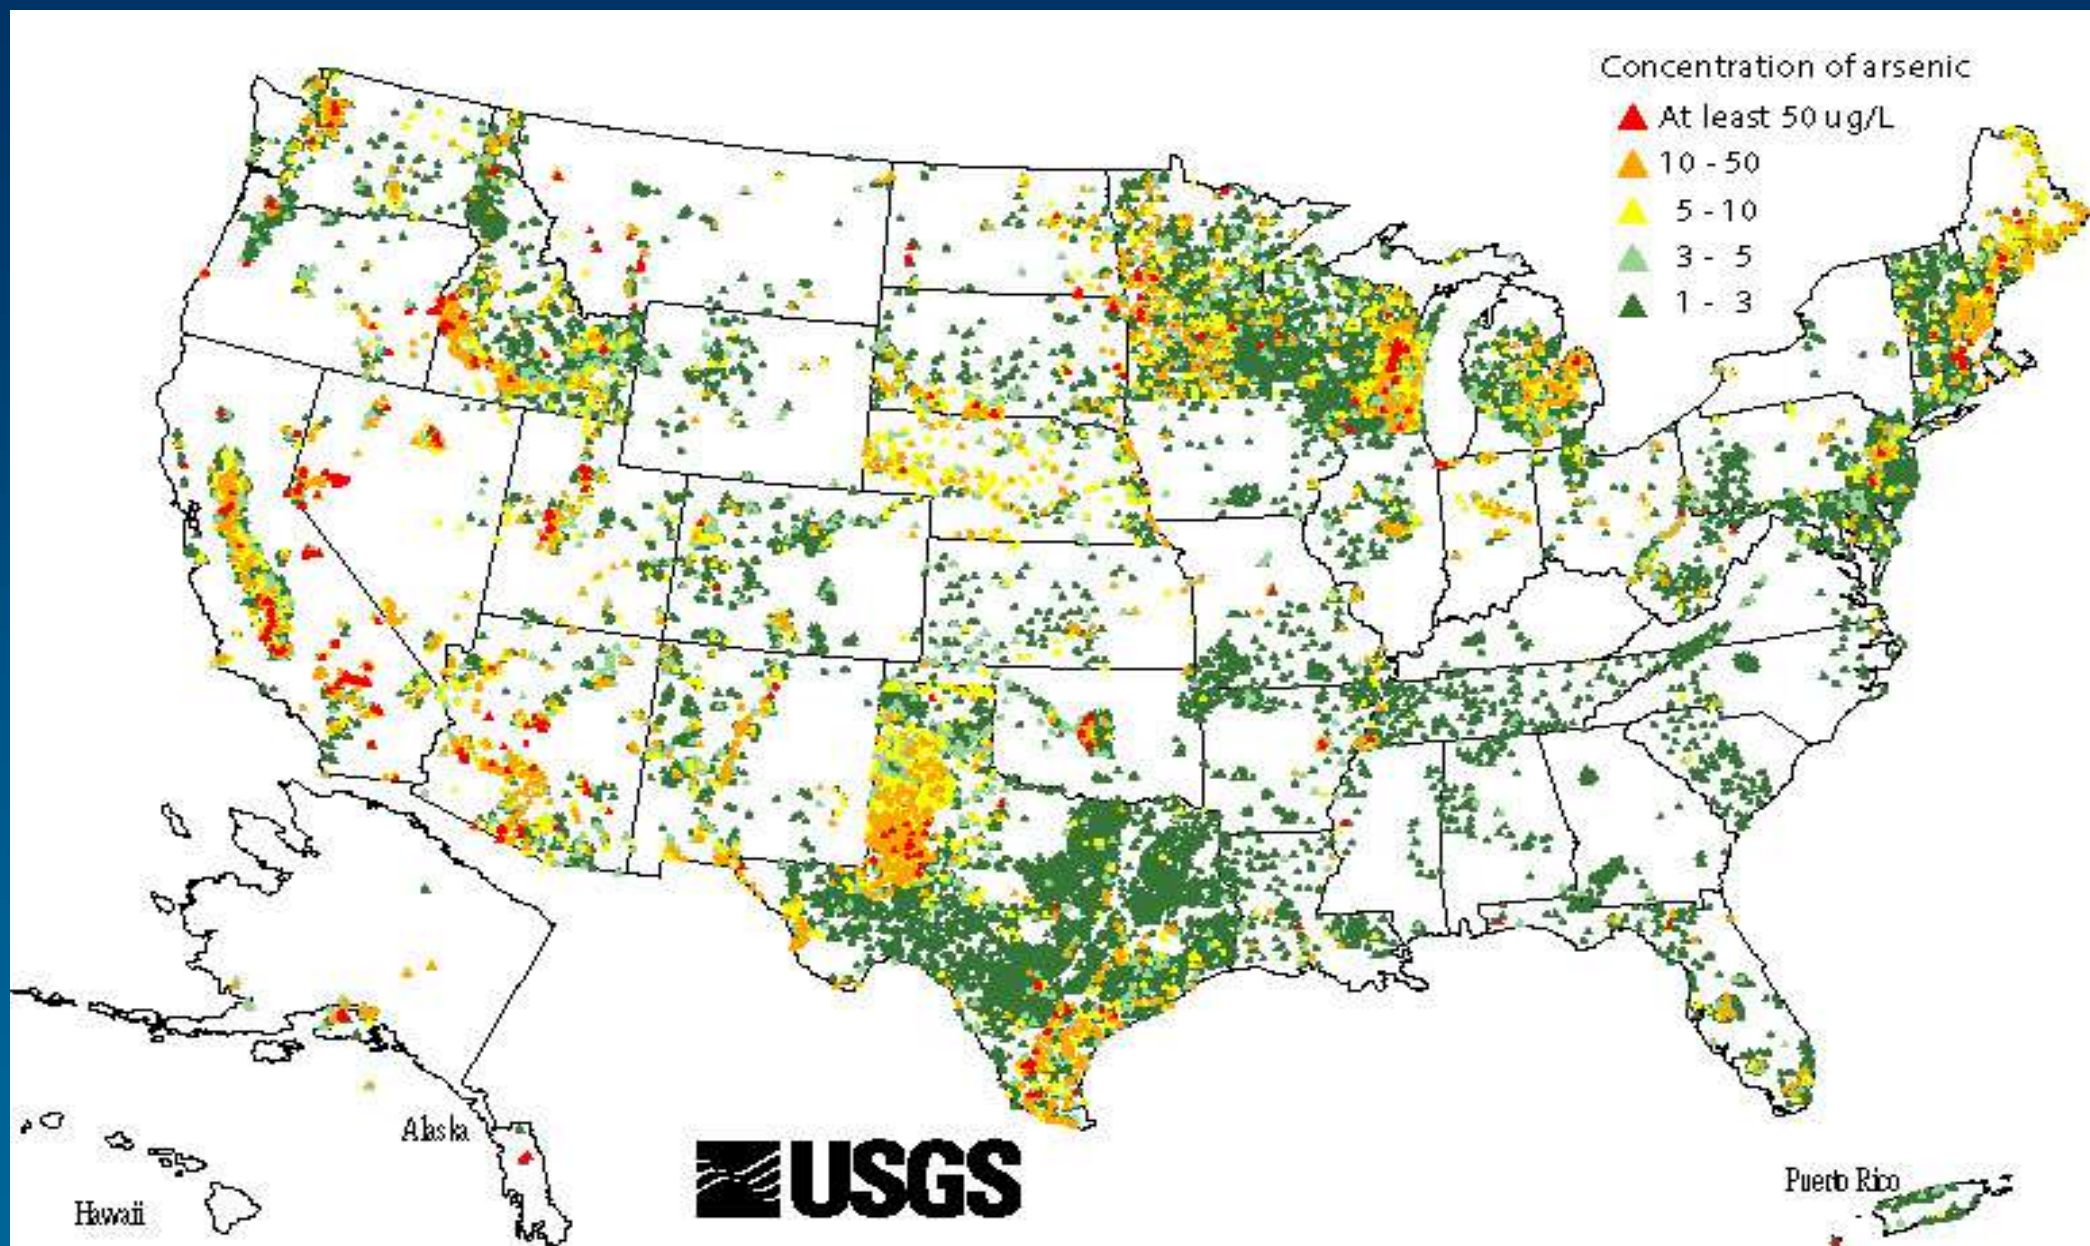 Concentration of arsenic
At least 50 ug/L
10 - 50
5 - 10
3 - 5
1 - 3
Alaska
Hawaii
USGS
Puerto Rico